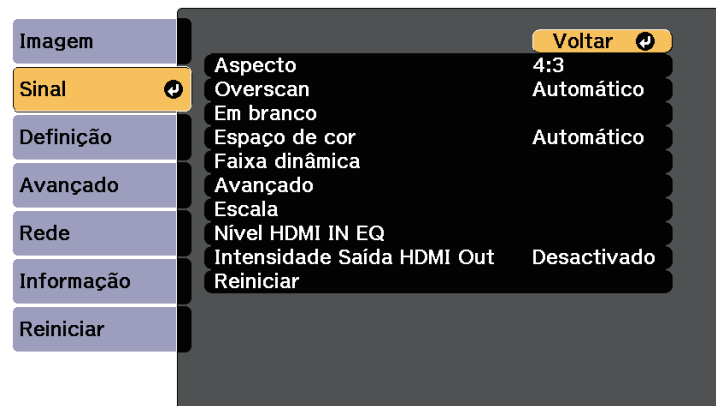 Imagem
Sinal
Definição
Avançado
Rede
Informação
Reiniciar
Voltar
Aspecto 4:3
Overscan Automático
Em branco
Espaço de cor Automático
Faixa dinâmica
Avançado
Escala
Nível HDMI IN EQ
Intensidade Saída HDMI Out Desactivado
Reiniciar